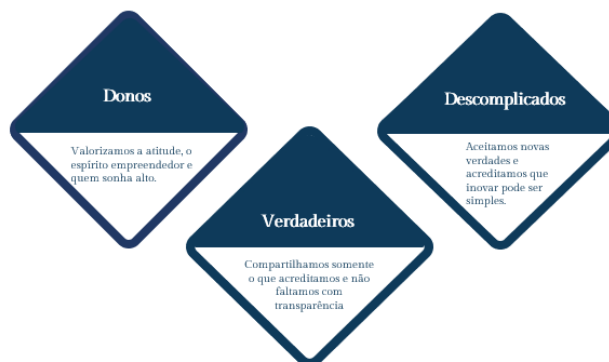 Donos
Valorizamos a atitude, o
espírito empreendedor e
quem sonha alto.
Verdadeiros
Compartilhamos somente
o que acreditamos e não
faltamos com
transparência
Descomplicados
Aceitamos novas
verdades e
acreditamos que
inovar pode ser
simples.